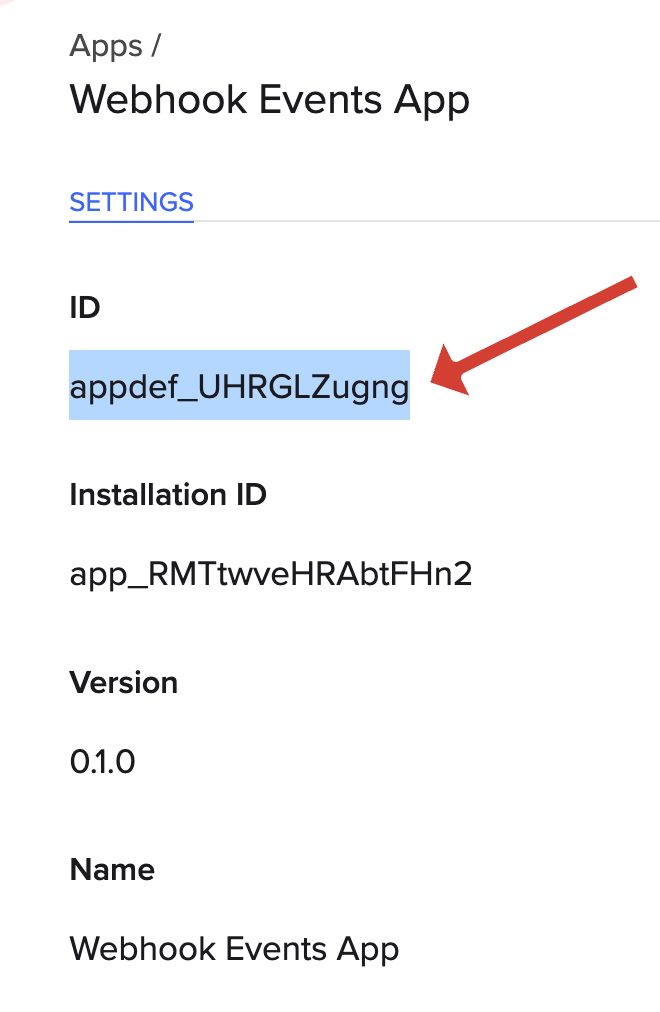 Apps /
Webhook Events App
SETTINGS
ID
appdef_UHRGLZugng
Installation ID
app_RMTtwveHRAbtFHn2
Version
0.1.0
Name
Webhook Events App